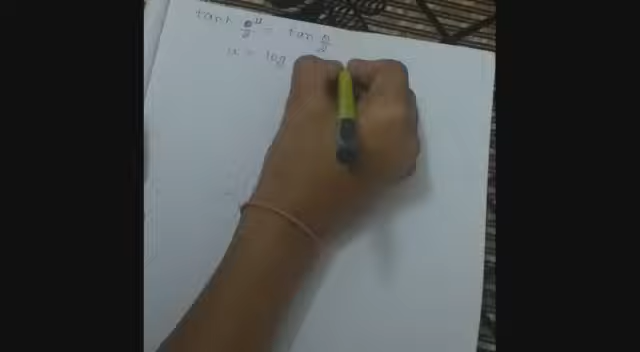 tanh u/2 = tan θ/2
u = log